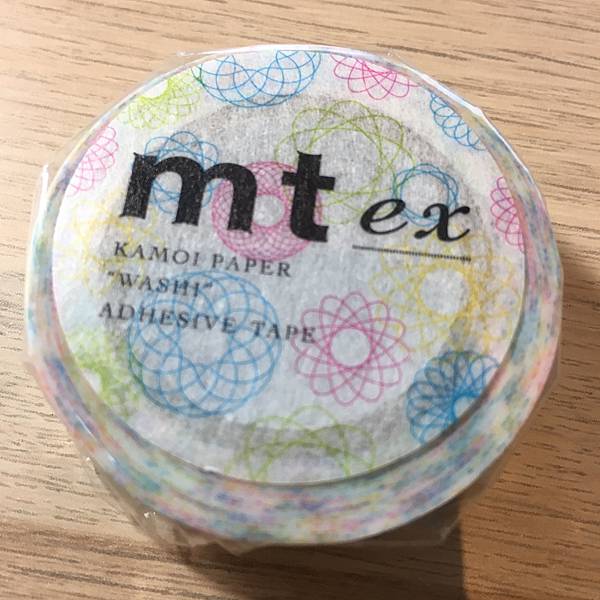 mt ex
KAMOI PAPER
"WASHI"
ADHESIVE TAPE